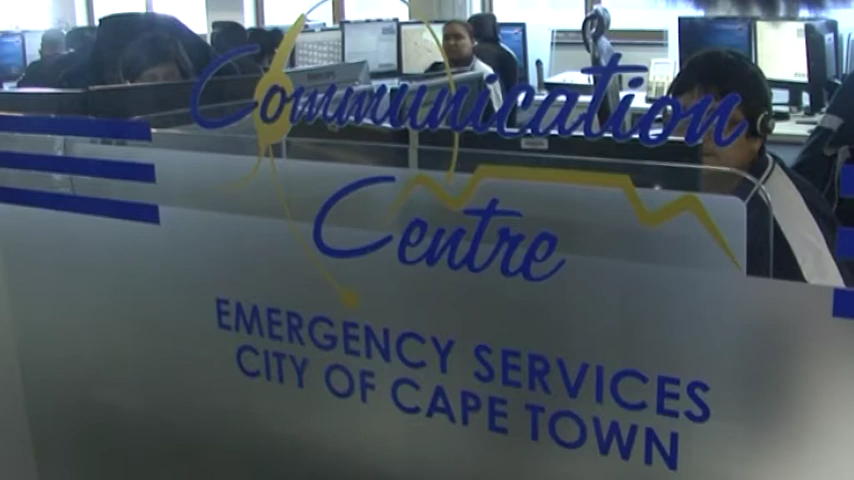 Communication
Centre
EMERGENCY SERVICES
CITY OF CAPE TOWN